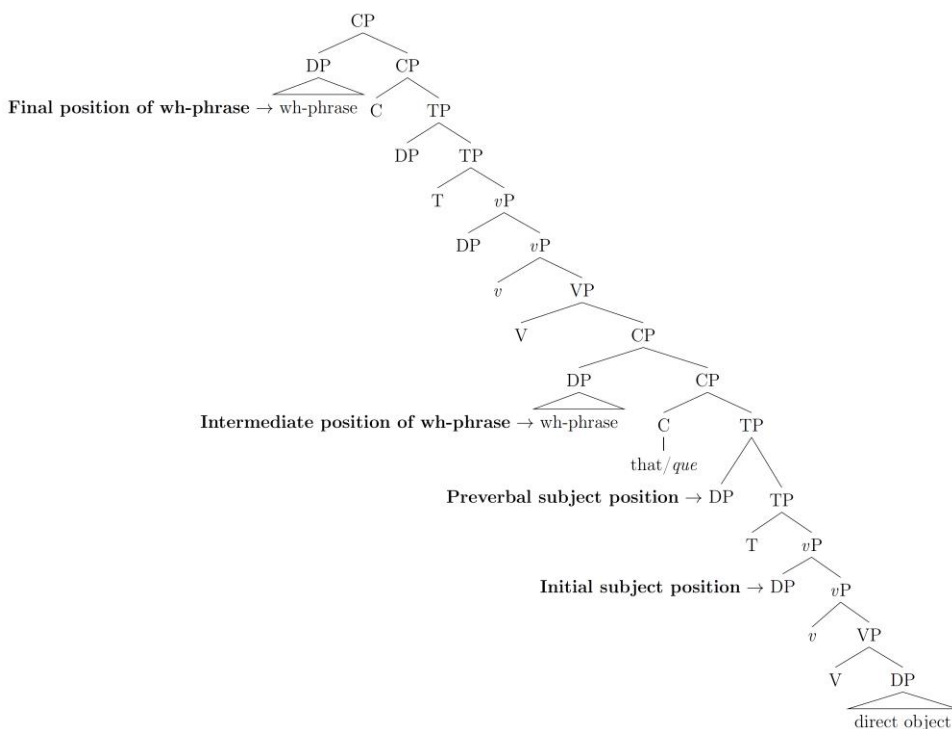 CP
DP CP
Final position of wh-phrase → wh-phrase C TP
DP TP
T vP
DP vP
v VP
V CP
DP CP
Intermediate position of wh-phrase → wh-phrase C TP
that/que
Preverbal subject position → DP TP
T vP
Initial subject position → DP vP
v VP
V DP
direct object